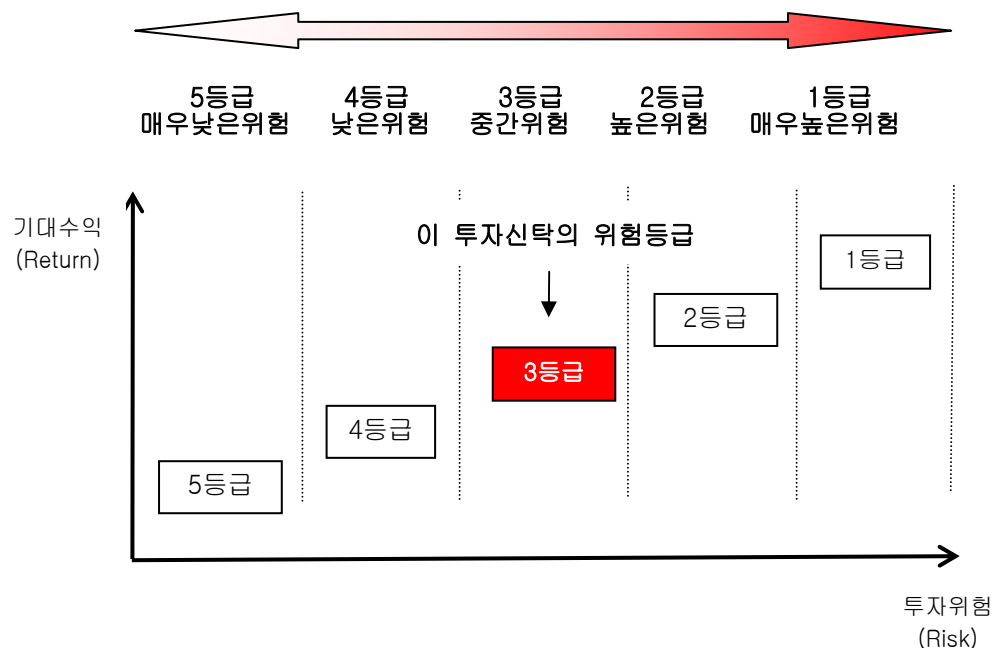 5등급 4등급 3등급 2등급 1등급
매우낮은위험 낮은위험 중간위험 높은위험 매우높은위험
기대수익
(Return)
이 투자신탁의 위험등급
1등급
2등급
3등급
4등급
5등급
투자위험
(Risk)